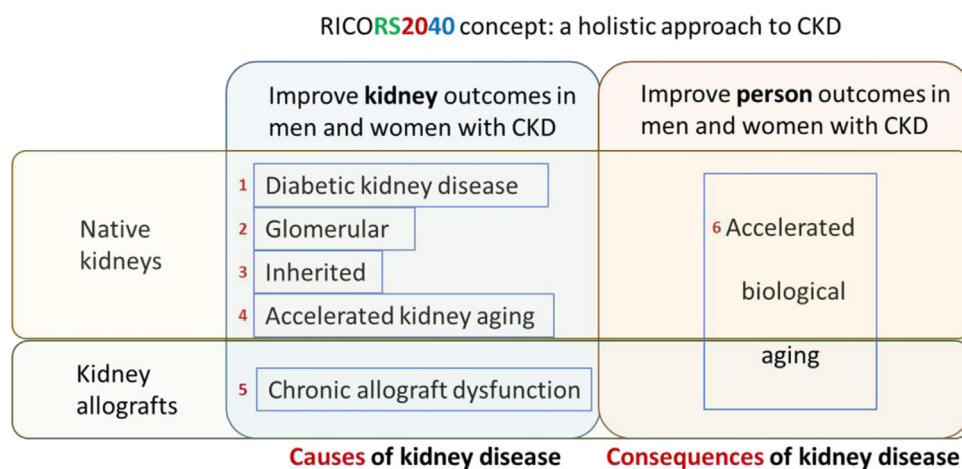 RICORS2040 concept: a holistic approach to CKD
Improve kidney outcomes in
men and women with CKD
Improve person outcomes in
men and women with CKD
Native
kidneys
1 Diabetic kidney disease
2 Glomerular
3 Inherited
4 Accelerated kidney aging
6 Accelerated
biological
aging
Kidney
allografts
5 Chronic allograft dysfunction
Causes of kidney disease
Consequences of kidney disease